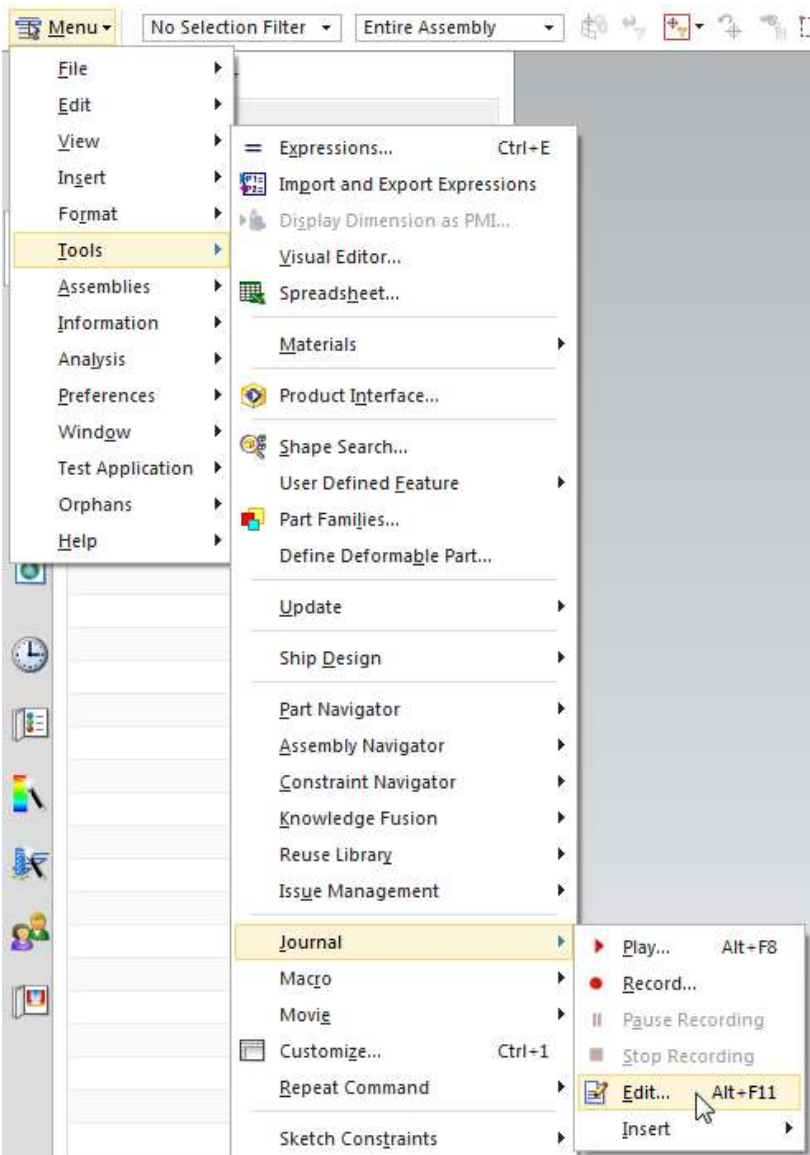 Menu
No Selection Filter
Entire Assembly
File
Edit
View
Insert
Format
Tools
Assemblies
Information
Analysis
Preferences
Window
Test Application
Orphans
Help
Expressions... Ctrl+E
Import and Export Expressions
Display Dimension as PMI...
Visual Editor...
Spreadsheet...
Materials
Product Interface...
Shape Search...
User Defined Feature
Part Families...
Define Deformable Part...
Update
Ship Design
Part Navigator
Assembly Navigator
Constraint Navigator
Knowledge Fusion
Reuse Library
Issue Management
Journal
Macro
Movie
Customize... Ctrl+1
Repeat Command
Sketch Constraints
Play... Alt+F8
Record...
Pause Recording
Stop Recording
Edit... Alt+F11
Insert